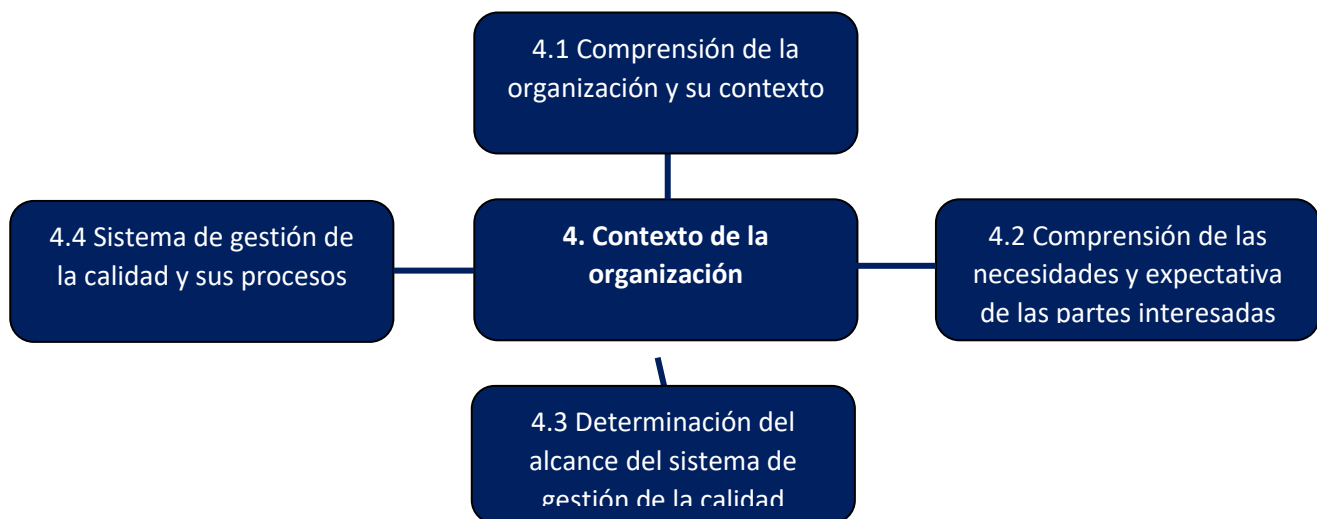 4.1 Comprensión de la
organización y su contexto
4.4 Sistema de gestión de
la calidad y sus procesos
4. Contexto de la
organización
4.2 Comprensión de las
necesidades y expectativa
de las partes interesadas
4.3 Determinación del
alcance del sistema de
gestión de la calidad